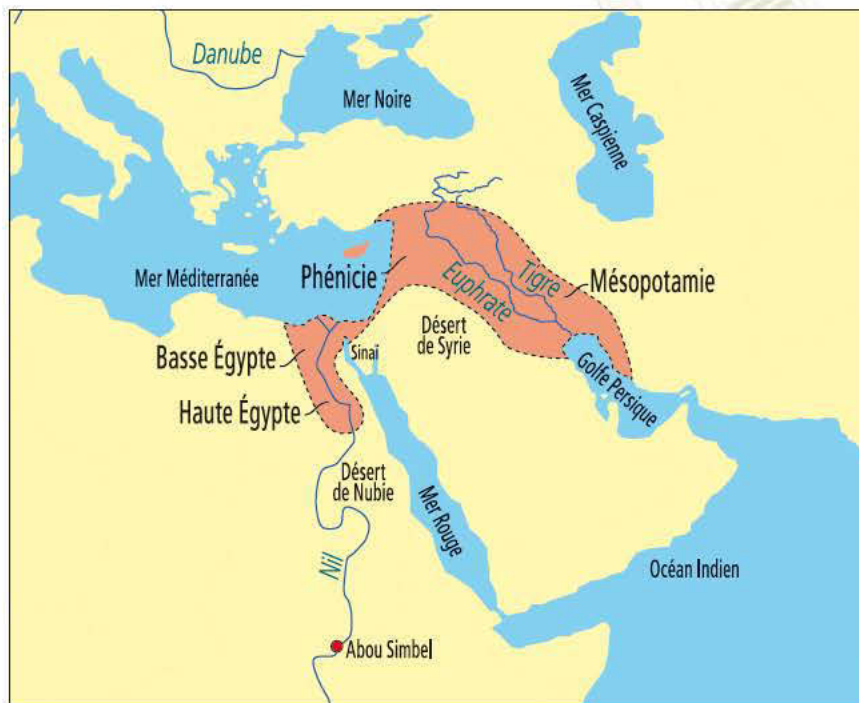 Danube
Mer Noire
Mer Caspienne
Mer Méditerranée
Phénicie
Euphrate
Tigre
Mésopotamie
Désert
de Syrie
Sinaï
Basse Égypte
Golfe Persique
Haute Égypte
Désert
de Nubie
Mer Rouge
Nil
Océan Indien
Abou Simbel